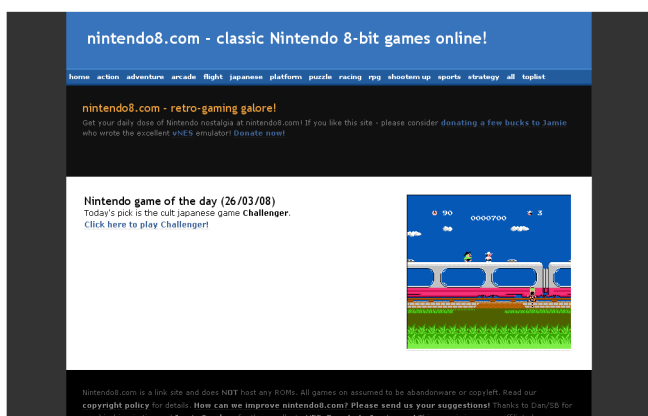 nintendo8.com - classic Nintendo 8-bit games online!
home action adventure arcade flight japanese platform puzzle racing rpg shootem up sports strategy all toplist
nintendo8.com - retro-gaming galore!
Get your daily dose of Nintendo nostalgia at nintendo8.com! If you like this site - please consider donating a few bucks to Jamie
who wrote the excellent vNES emulator! Donate now!
Nintendo game of the day (26/03/08)
Today's pick is the cult japanese game Challenger.
Click here to play Challenger!
90 0000700 3
Nintendo8.com is a link site and does NOT host any ROMs. All games on assumed to be abandonware or copyleft. Read our
copyright policy for details. How can we improve nintendo8.com? Please send us your suggestions! Thanks to Dan/SB for